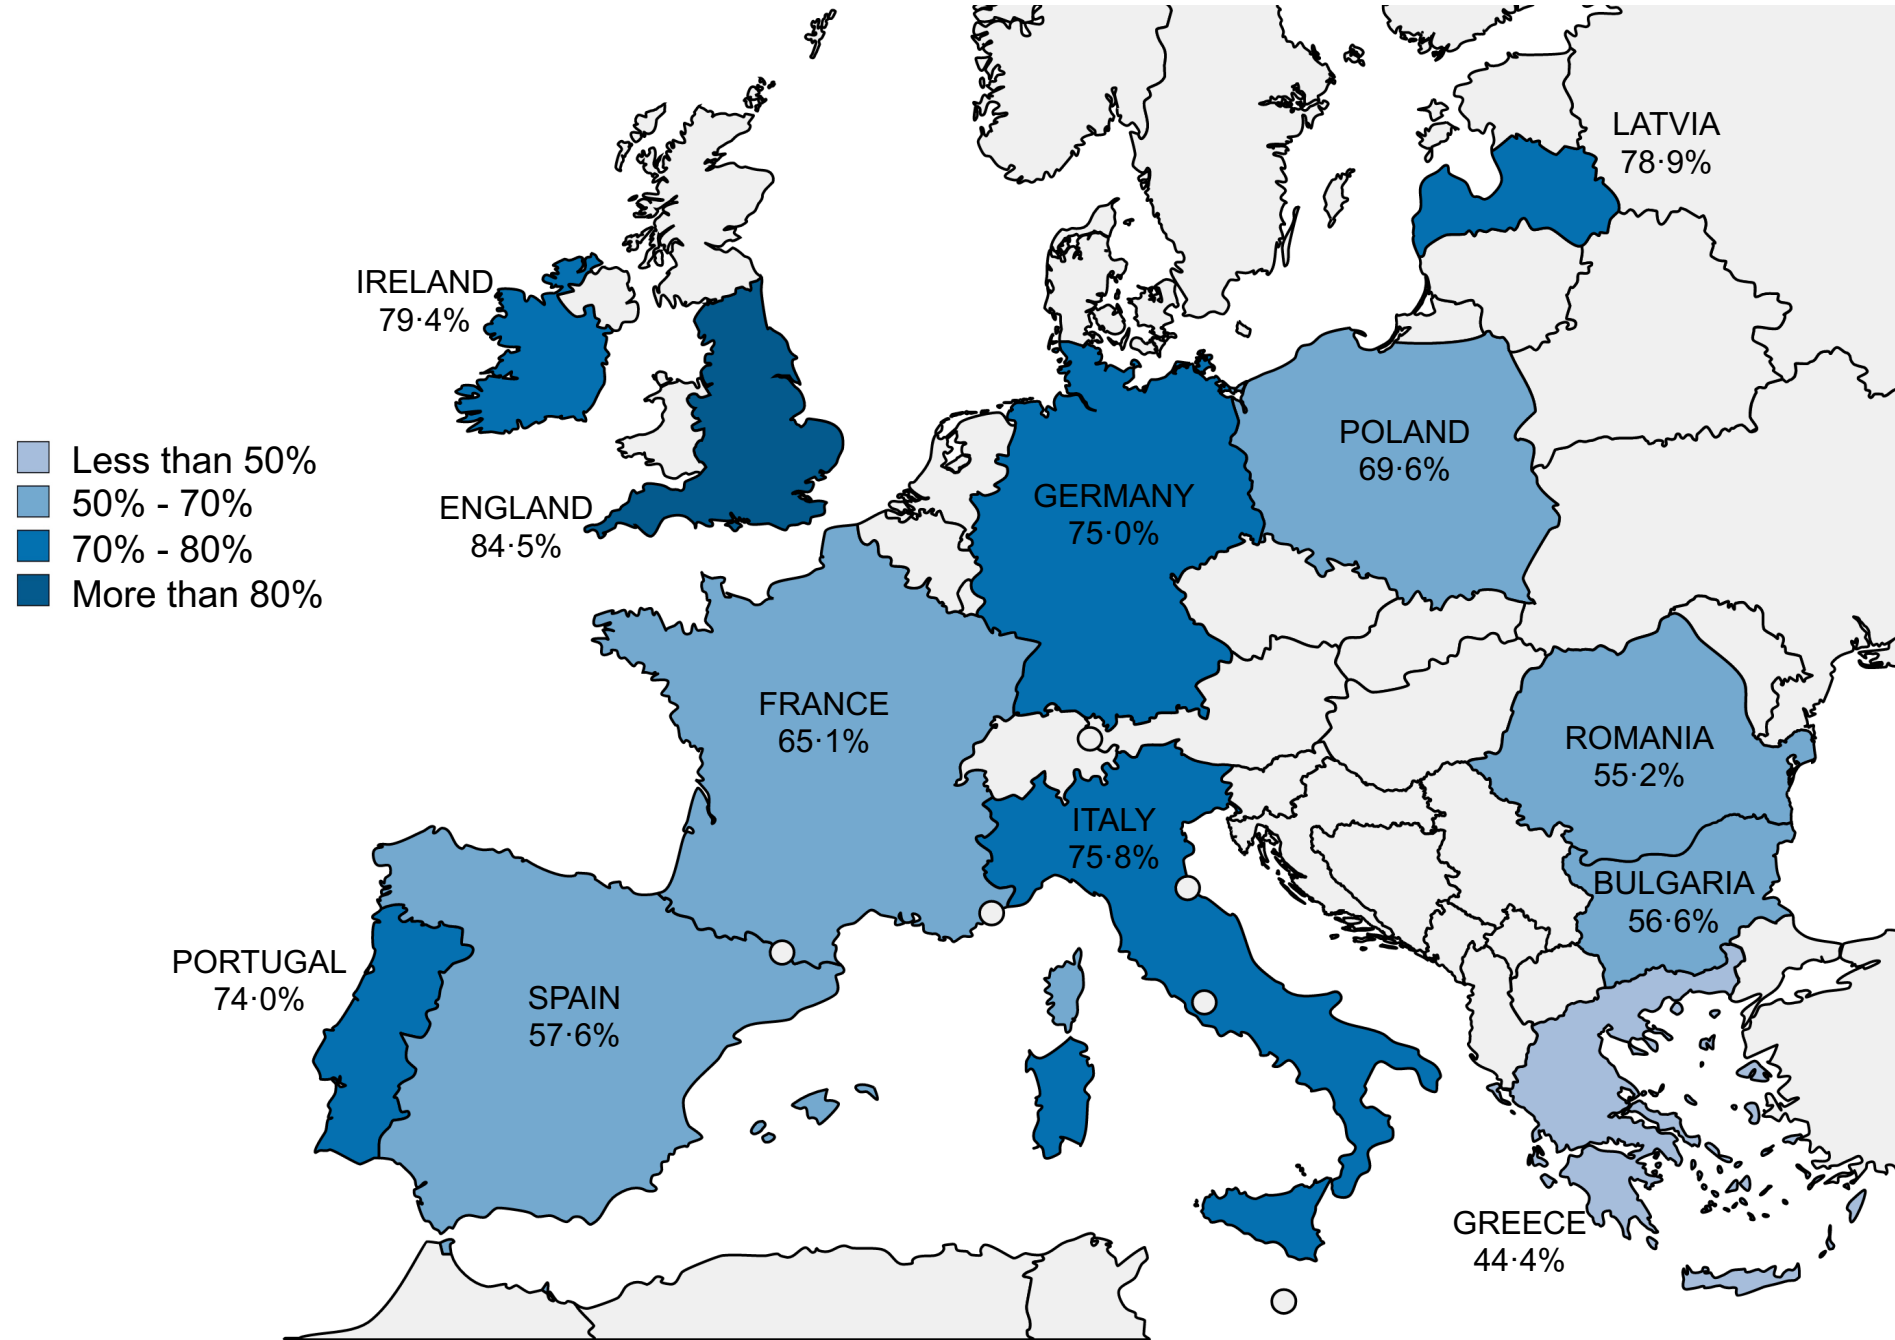 LATVIA
78·9%
IRELAND
79·4%
Less than 50%
50% - 70%
70% - 80%
More than 80%
ENGLAND
84·5%
POLAND
69·6%
GERMANY
75·0%
FRANCE
65·1%
ROMANIA
55·2%
ITALY
75·8%
BULGARIA
56·6%
PORTUGAL
74·0%
SPAIN
57·6%
GREECE
44·4%